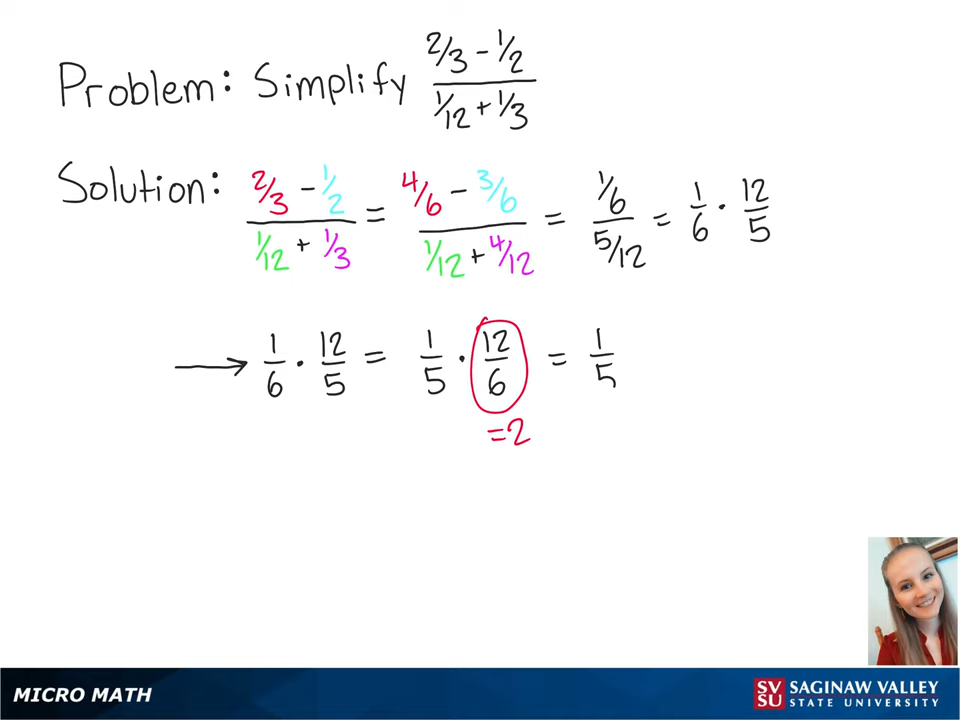 Problem: Simplify (2/3 - 1/2)/(1/12 + 1/3)
Solution: (2/3 - 1/2)/(1/12 + 1/3) = (4/6 - 3/6)/(1/12 + 4/12) = (1/6)/(5/12) = 1/6 · 12/5
→ 1/6 · 12/5 = 1/5 · 12/6 = 1/5
=2
MICRO MATH
SVSU SAGINAW VALLEY
STATE UNIVERSITY